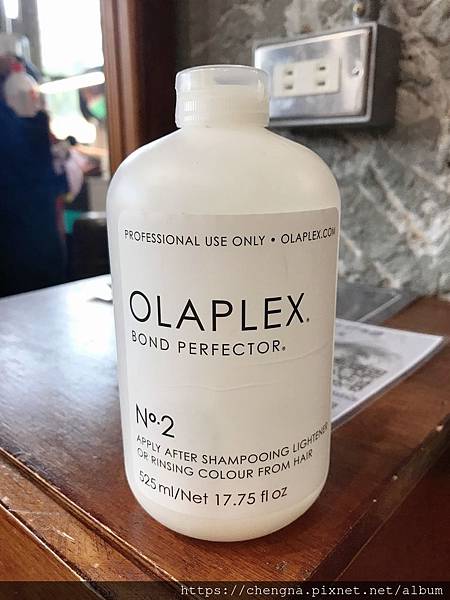 PROFESSIONAL USE ONLY • OLAPLEX.COM
OLAPLEX®
BOND PERFECTOR®
Nº.2
APPLY AFTER SHAMPOOING LIGHTENER
OR RINSING COLOUR FROM HAIR
525 ml/Net 17.75 fl oz
https://chengna.pixnet.net/album